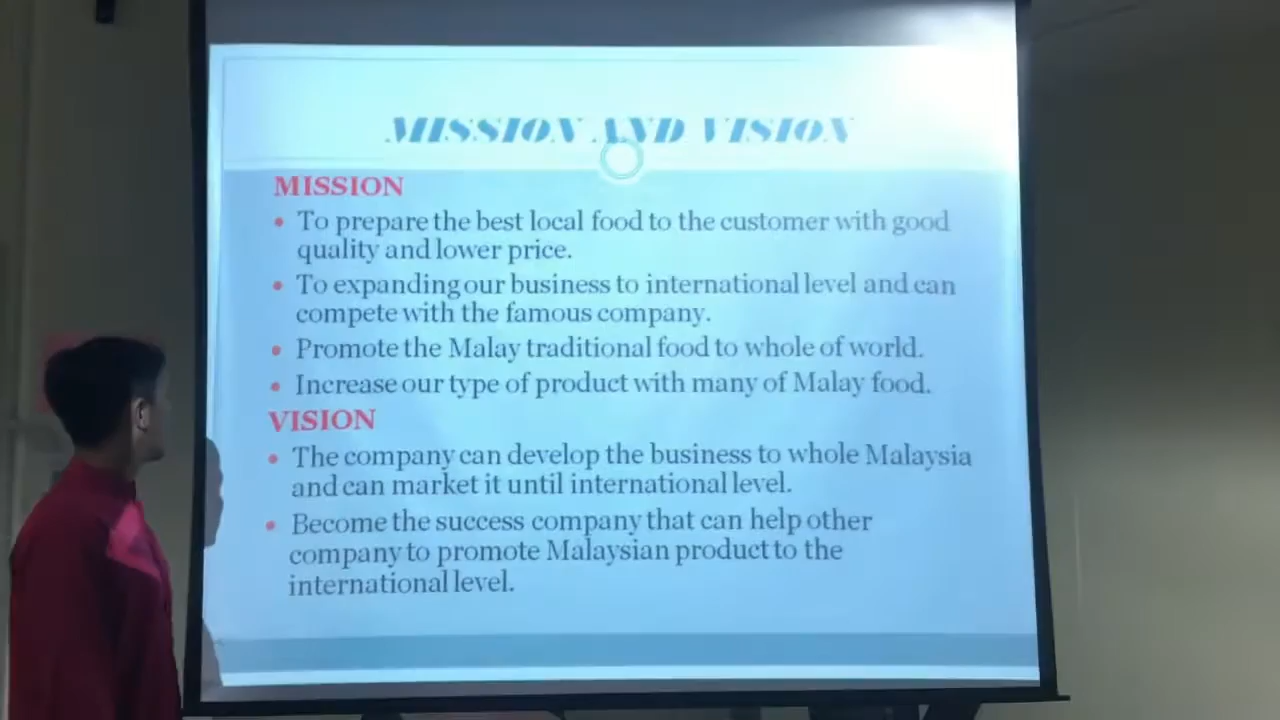 MISSION AND VISION
MISSION
• To prepare the best local food to the customer with good
quality and lower price.
• To expanding our business to international level and can
compete with the famous company.
• Promote the Malay traditional food to whole of world.
• Increase our type of product with many of Malay food.
VISION
• The company can develop the business to whole Malaysia
and can market it until international level.
• Become the success company that can help other
company to promote Malaysian product to the
international level.